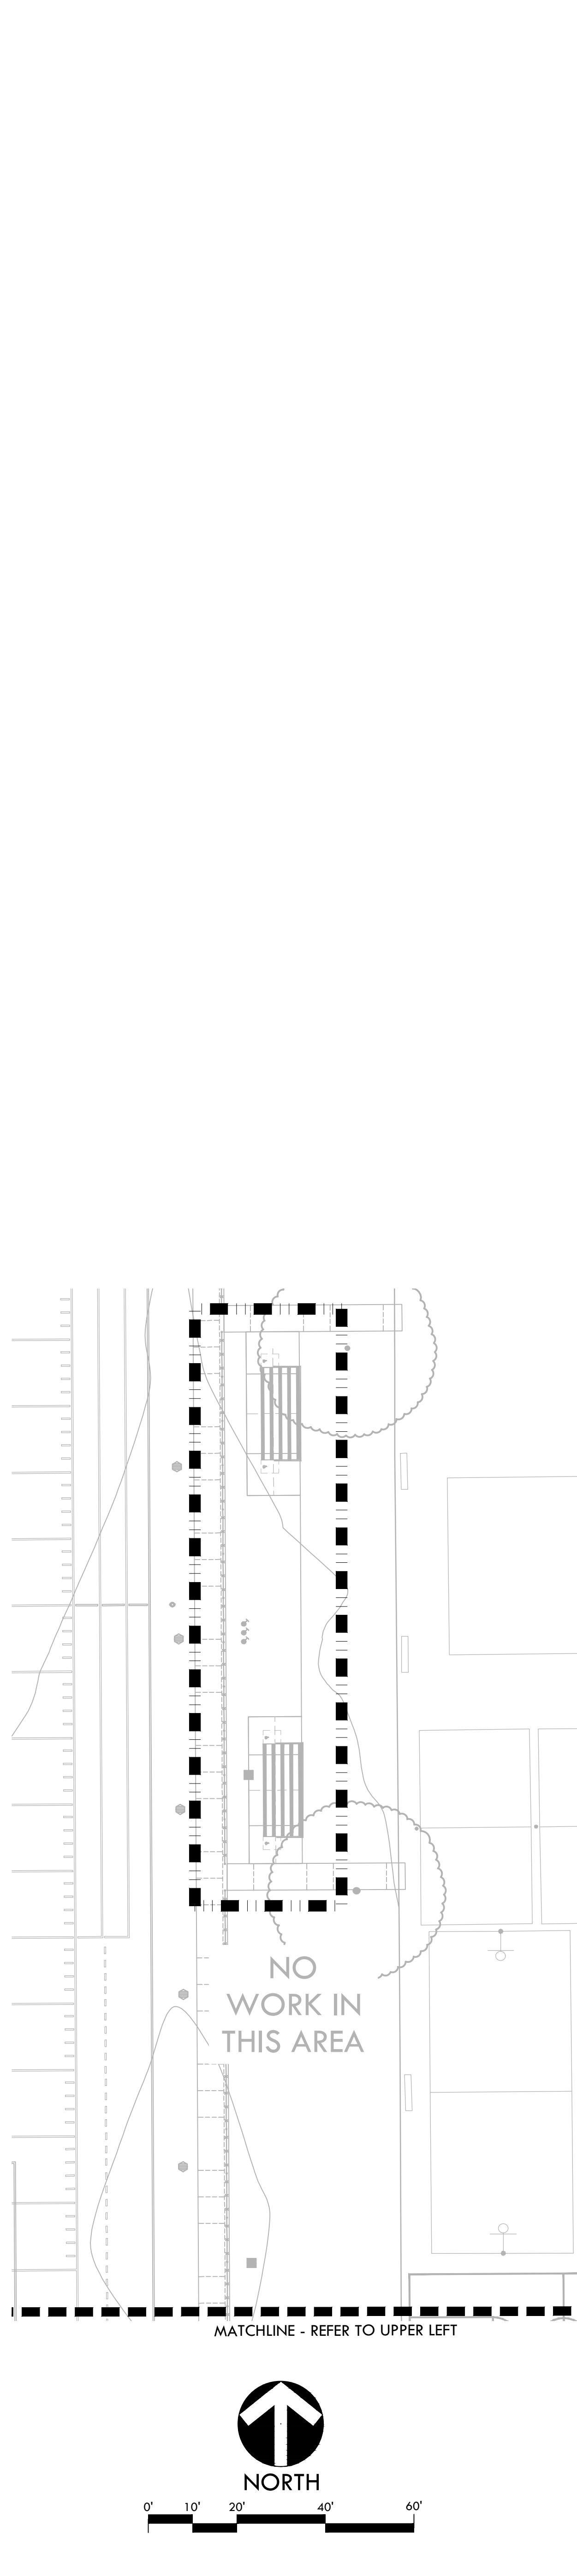 NO
WORK IN
THIS AREA
MATCHLINE - REFER TO UPPER LEFT
NORTH
0' 10' 20' 40' 60'